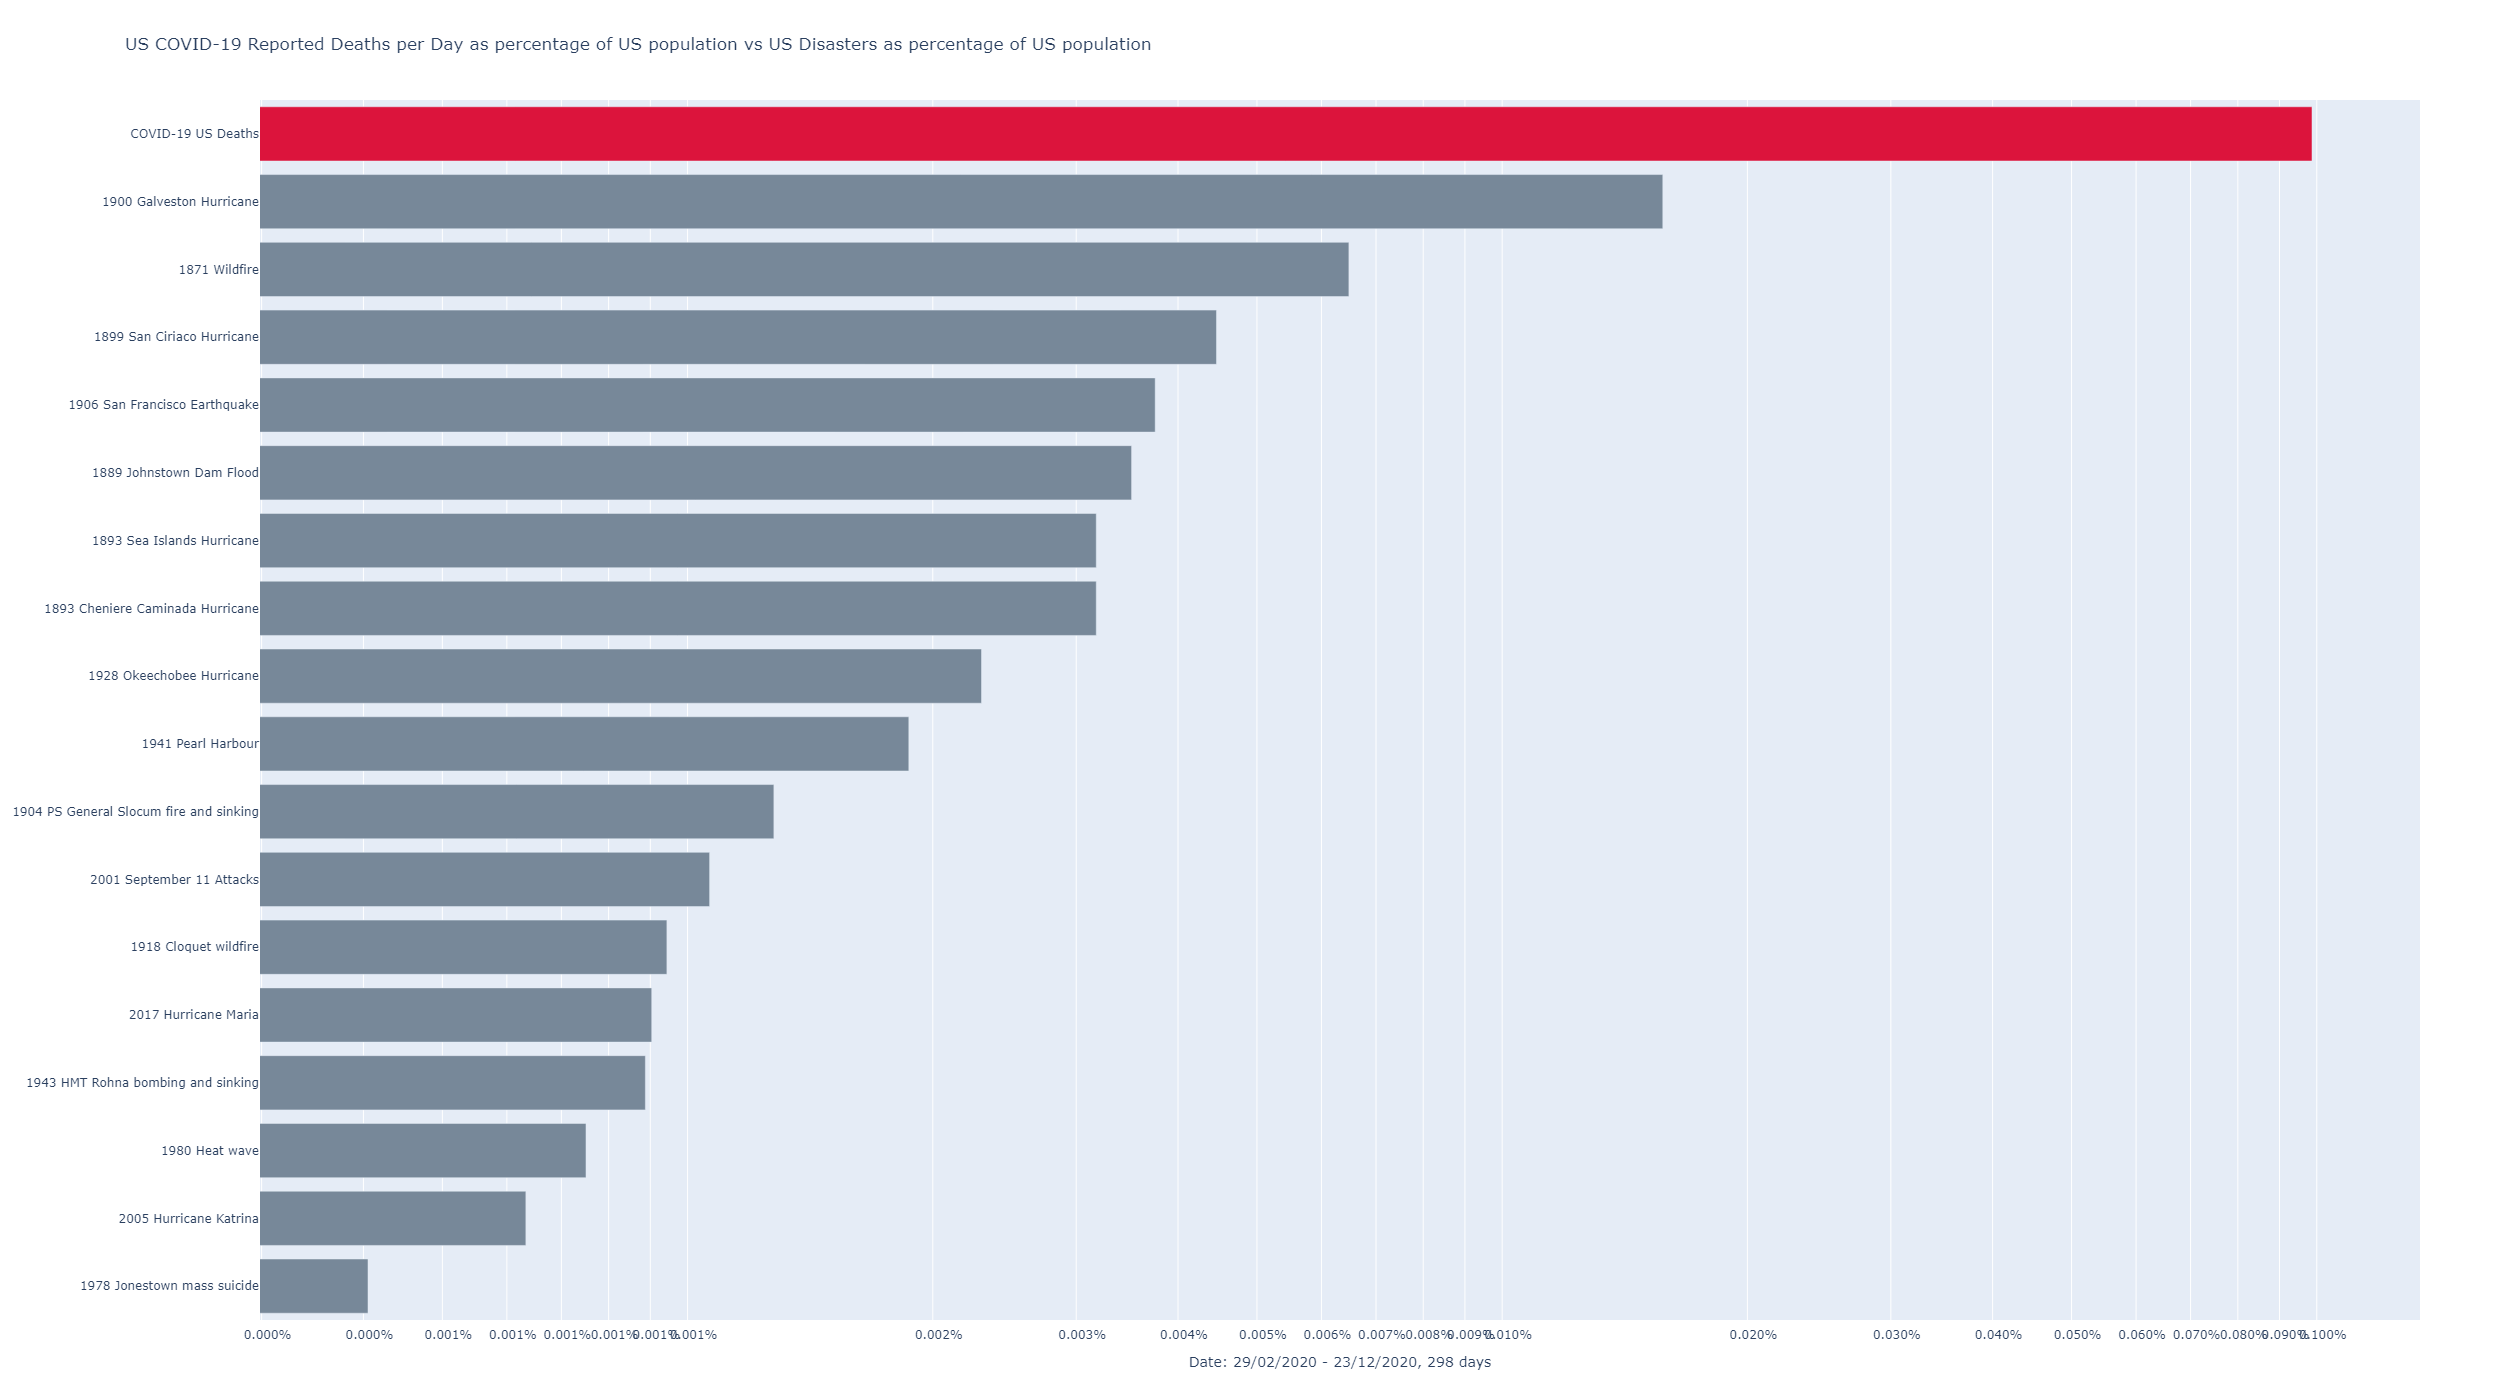 US COVID-19 Reported Deaths per Day as percentage of US population vs US Disasters as percentage of US population
COVID-19 US Deaths
1900 Galveston Hurricane
1871 Wildfire
1899 San Ciriaco Hurricane
1906 San Francisco Earthquake
1889 Johnstown Dam Flood
1893 Sea Islands Hurricane
1893 Cheniere Caminada Hurricane
1928 Okeechobee Hurricane
1941 Pearl Harbour
1904 PS General Slocum fire and sinking
2001 September 11 Attacks
1918 Cloquet wildfire
2017 Hurricane Maria
1943 HMT Rohna bombing and sinking
1980 Heat wave
2005 Hurricane Katrina
1978 Jonestown mass suicide
0.000% 0.000% 0.001% 0.001% 0.001% 0.001% 0.001% 0.001% 0.002% 0.003% 0.004% 0.005% 0.006% 0.007% 0.008% 0.009% 0.010% 0.020% 0.030% 0.040% 0.050% 0.060% 0.070% 0.080% 0.090% 0.100%
Date: 29/02/2020 - 23/12/2020, 298 days